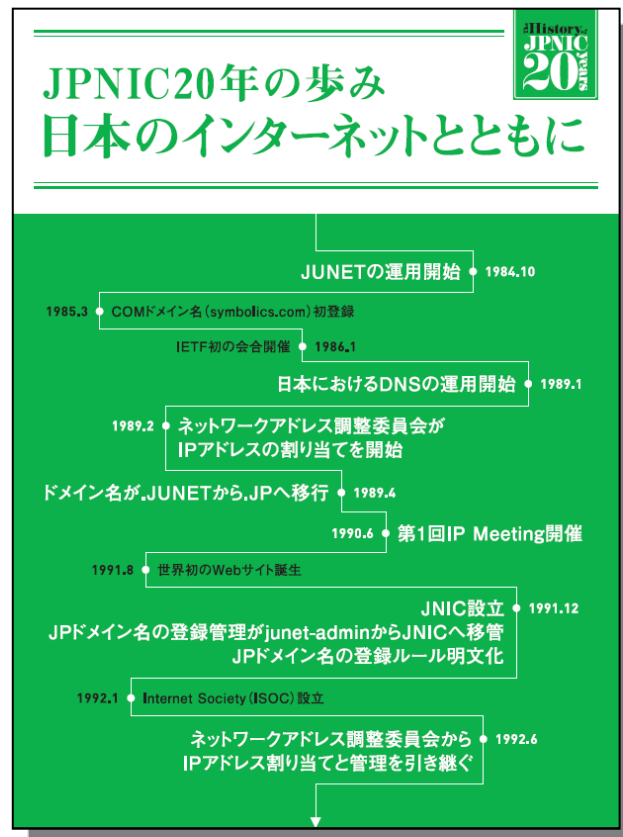 The History of
JPNIC
20
years
JPNIC20年の歩み
日本のインターネットとともに
JUNETの運用開始 1984.10
1985.3 COMドメイン名(symbolics.com)初登録
IETF初の会合開催 1986.1
日本におけるDNSの運用開始 1989.1
1989.2 ネットワークアドレス調整委員会が
IPアドレスの割り当てを開始
ドメイン名が.JUNETから.JPへ移行 1989.4
1990.6 第1回IP Meeting開催
1991.8 世界初のWebサイト誕生
JNIC設立 1991.12
JPドメイン名の登録管理がjunet-adminからJNICへ移管
JPドメイン名の登録ルール明文化
1992.1 Internet Society(ISOC)設立
ネットワークアドレス調整委員会から 1992.6
IPアドレス割り当てと管理を引き継ぐ